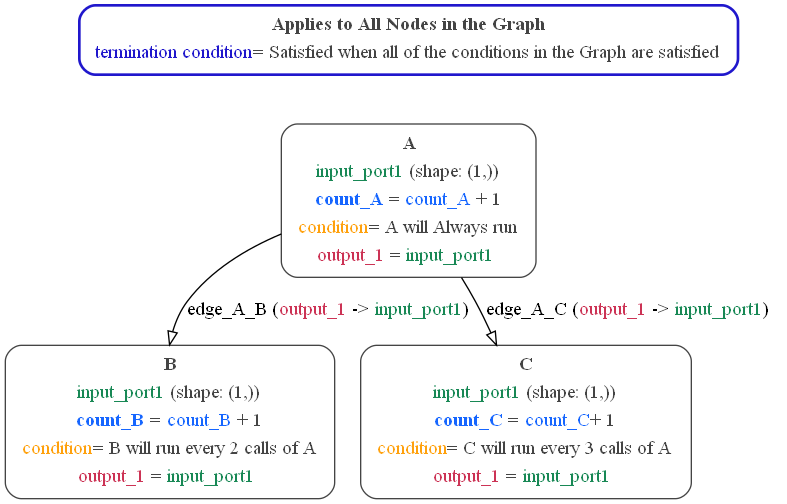 Applies to All Nodes in the Graph
termination condition= Satisfied when all of the conditions in the Graph are satisfied
A
input_port1 (shape: (1,))
count_A = count_A + 1
condition= A will Always run
output_1 = input_port1
edge_A_B (output_1 -> input_port1)
edge_A_C (output_1 -> input_port1)
B
input_port1 (shape: (1,))
count_B = count_B + 1
condition= B will run every 2 calls of A
output_1 = input_port1
C
input_port1 (shape: (1,))
count_C = count_C+ 1
condition= C will run every 3 calls of A
output_1 = input_port1